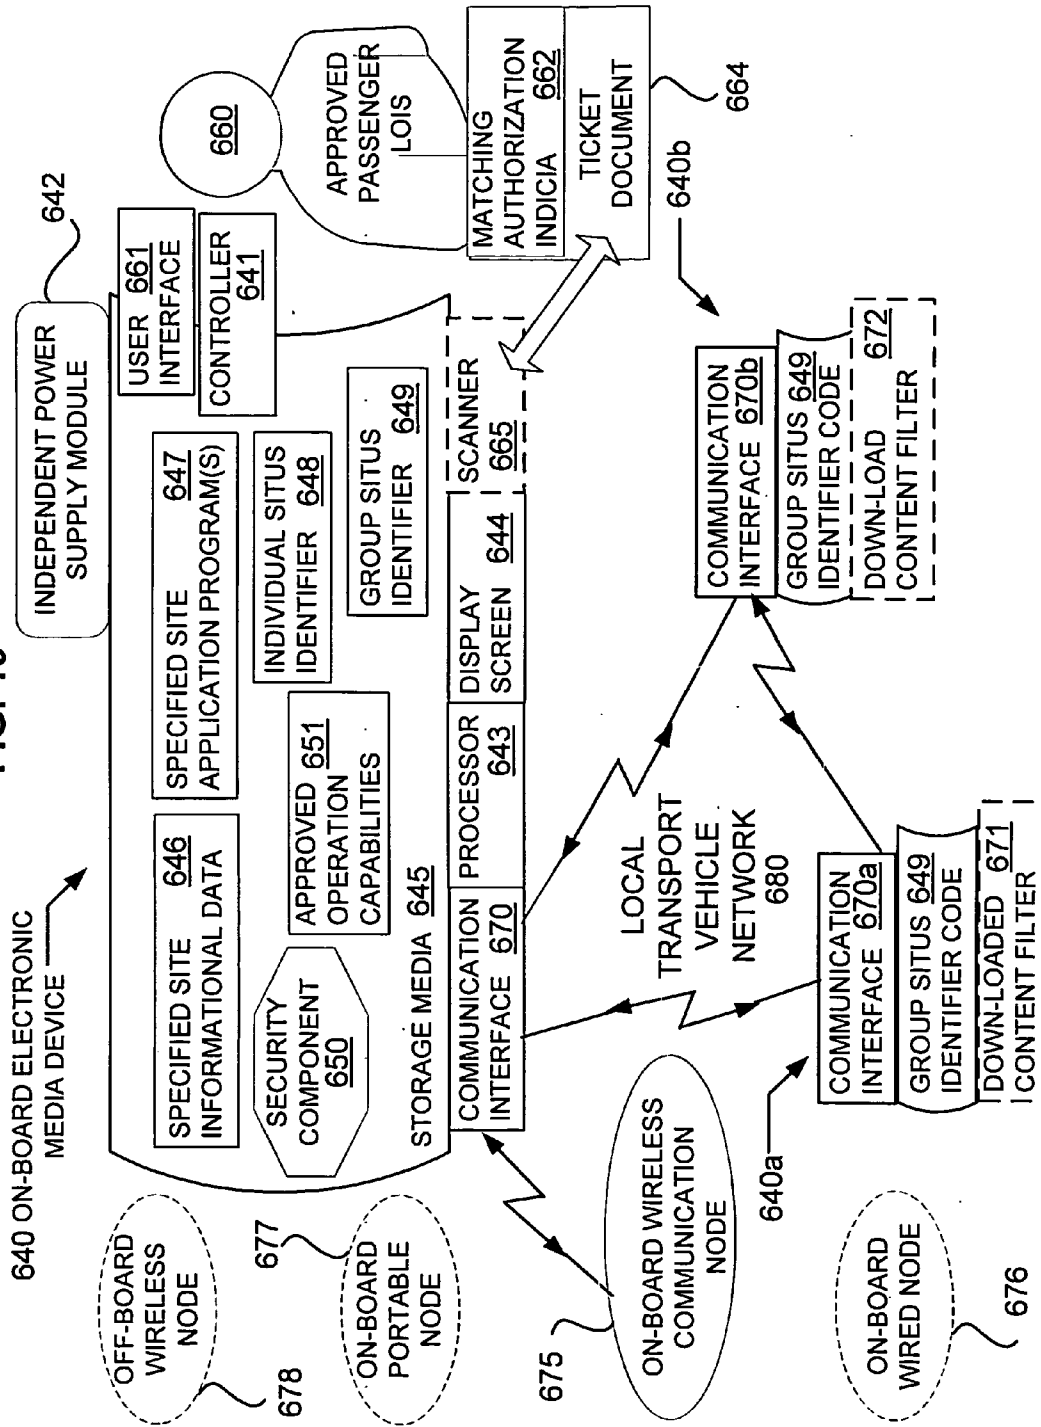 640 ON-BOARD ELECTRONIC
MEDIA DEVICE
INDEPENDENT POWER
SUPPLY MODULE
642
OFF-BOARD
WIRELESS
NODE
678
677
ON-BOARD
PORTABLE
NODE
SPECIFIED SITE 646
INFORMATIONAL DATA
SPECIFIED SITE 647
APPLICATION PROGRAM(S)
USER 661
INTERFACE
CONTROLLER
641
SECURITY
COMPONENT
650
APPROVED 651
OPERATION
CAPABILITIES
INDIVIDUAL SITUS
IDENTIFIER 648
GROUP SITUS
IDENTIFIER 649
STORAGE MEDIA 645
COMMUNICATION
INTERFACE 670
PROCESSOR
643
DISPLAY
SCREEN 644
SCANNER
665
660
APPROVED
PASSENGER
LOIS
MATCHING
AUTHORIZATION
INDICIA 662
TICKET
DOCUMENT
664
675
ON-BOARD WIRELESS
COMMUNICATION
NODE
LOCAL
TRANSPORT
VEHICLE
NETWORK
680
640b
COMMUNICATION
INTERFACE 670b
GROUP SITUS 649
IDENTIFIER CODE
DOWN-LOAD 672
CONTENT FILTER
640a
COMMUNICATION
INTERFACE 670a
GROUP SITUS 649
IDENTIFIER CODE
DOWN-LOADED 671
CONTENT FILTER
ON-BOARD
WIRED NODE
676